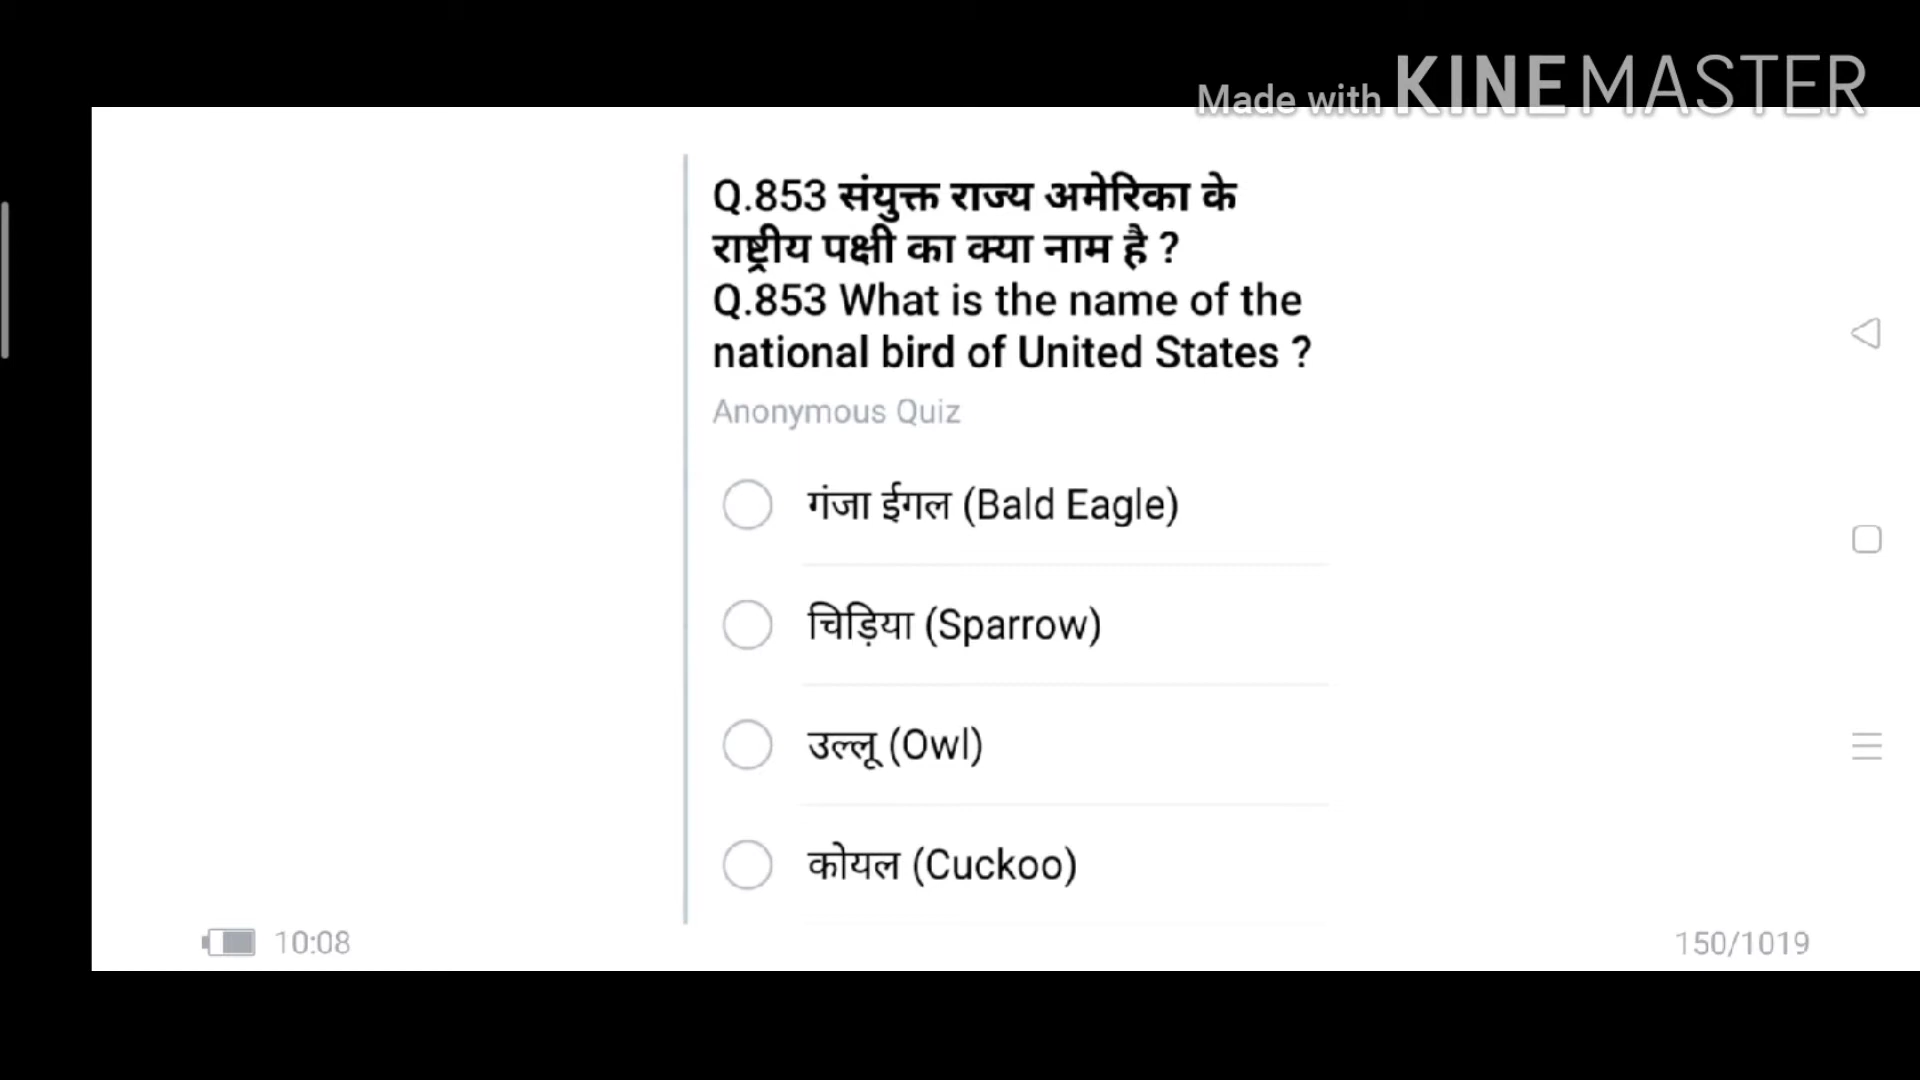 Made with KINEMASTER
Q.853 संयुक्त राज्य अमेरिका के
राष्ट्रीय पक्षी का क्या नाम है ?
Q.853 What is the name of the
national bird of United States ?
Anonymous Quiz
गंजा ईगल (Bald Eagle)
चिड़िया (Sparrow)
उल्लू (Owl)
कोयल (Cuckoo)
10:08
150/1019